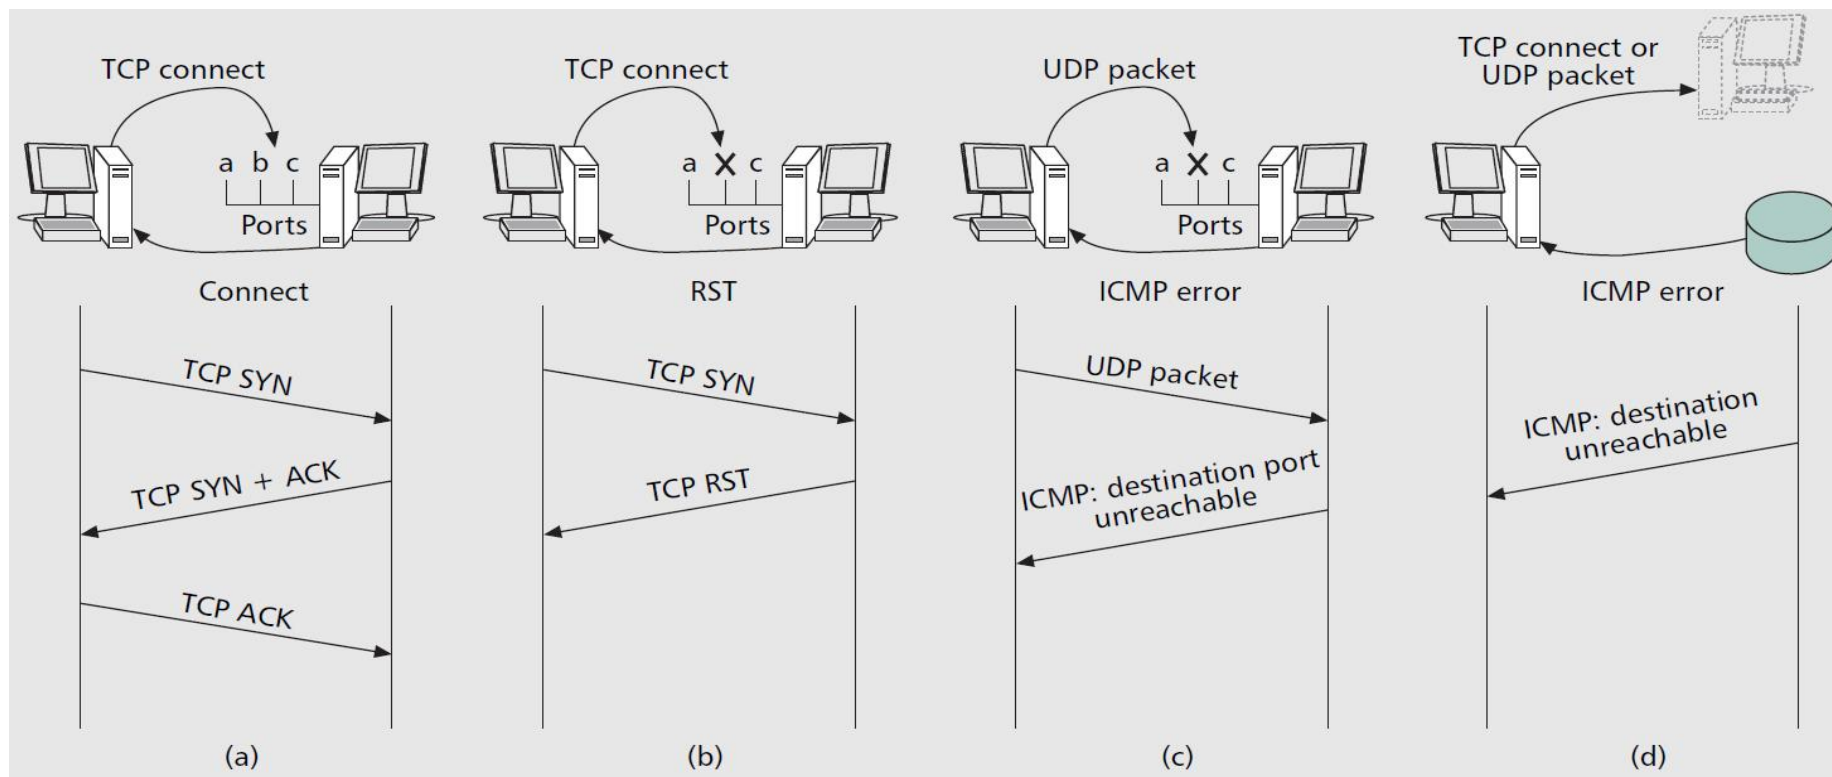 TCP connect
a b c
Ports
Connect
TCP SYN
TCP SYN + ACK
TCP ACK
(a)
TCP connect
a X c
Ports
RST
TCP SYN
TCP RST
(b)
UDP packet
a X c
Ports
ICMP error
UDP packet
ICMP: destination port
unreachable
(c)
TCP connect or
UDP packet
ICMP error
ICMP: destination
unreachable
(d)